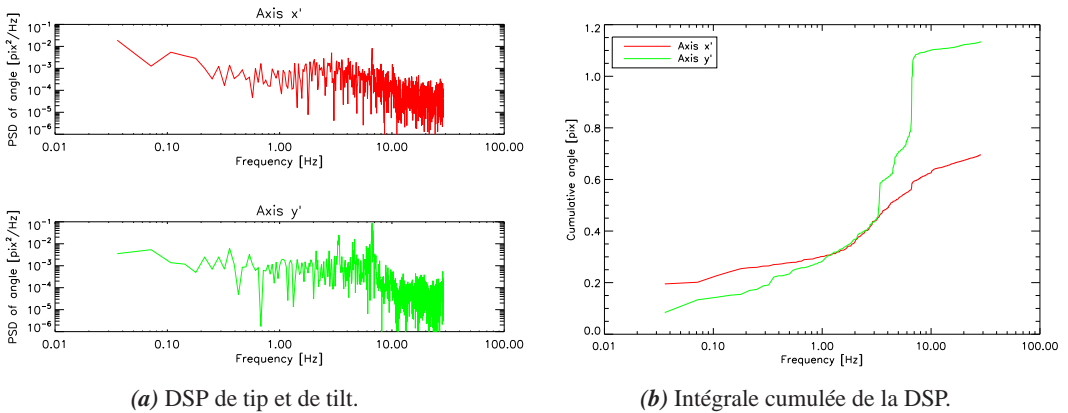 Axis x'
PSD of angle [pix²/Hz]
10⁻¹
10⁻²
10⁻³
10⁻⁴
10⁻⁵
10⁻⁶
0.01 0.10 1.00 10.00 100.00
Frequency [Hz]
Axis y'
PSD of angle [pix²/Hz]
10⁻¹
10⁻²
10⁻³
10⁻⁴
10⁻⁵
10⁻⁶
0.01 0.10 1.00 10.00 100.00
Frequency [Hz]
(a) DSP de tip et de tilt.
Axis x'
Axis y'
Cumulative angle [pix]
1.2
1.0
0.8
0.6
0.4
0.2
0.0
0.01 0.10 1.00 10.00 100.00
Frequency [Hz]
(b) Intégrale cumulée de la DSP.